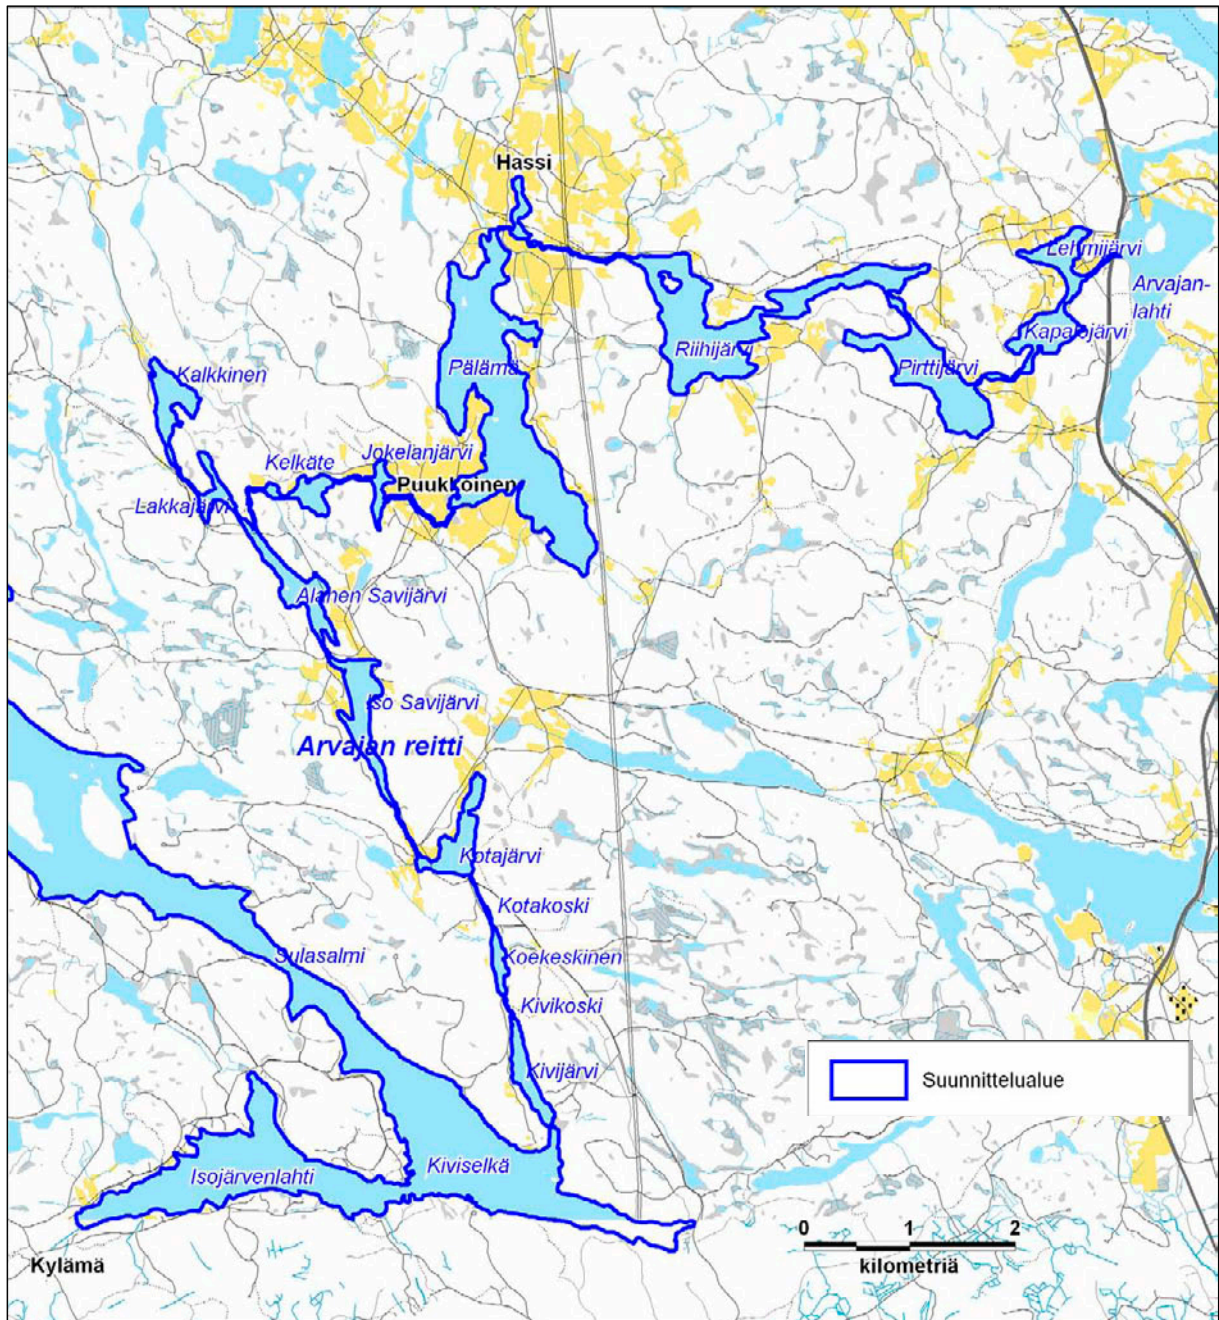 Hassi
Lehmijärvi
Arvajan-
lahti
Kapalojärvi
Riihijärvi
Pirttijärvi
Pälämä
Kalkkinen
Jokelanjärvi
Kelkäte
Puukkoinen
Lakkajärvi
Alanen Savijärvi
Iso Savijärvi
Arvajan reitti
Kotajärvi
Kotakoski
Koekeskinen
Sulasalmi
Kivikoski
Kivijärvi
Suunnittelualue
Kiviselkä
Isojärvenlahti
0 1 2
kilometriä
Kylämä